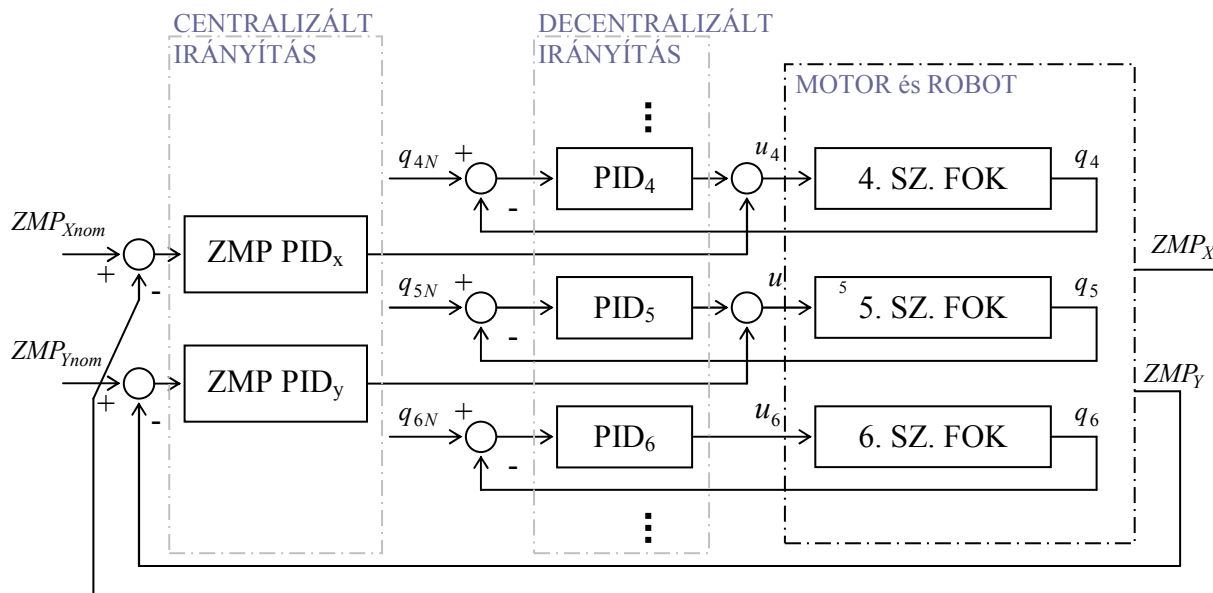 CENTRALIZÁLT
IRÁNYÍTÁS
DECENTRALIZÁLT
IRÁNYÍTÁS
MOTOR és ROBOT
q4N
+
-
PID4
u4
4. SZ. FOK
q4
ZMPXnom
+
-
ZMP PIDx
ZMPX
q5N
+
-
PID5
u
5
5. SZ. FOK
q5
ZMPYnom
+
-
ZMP PIDy
ZMPY
q6N
+
-
PID6
u6
6. SZ. FOK
q6